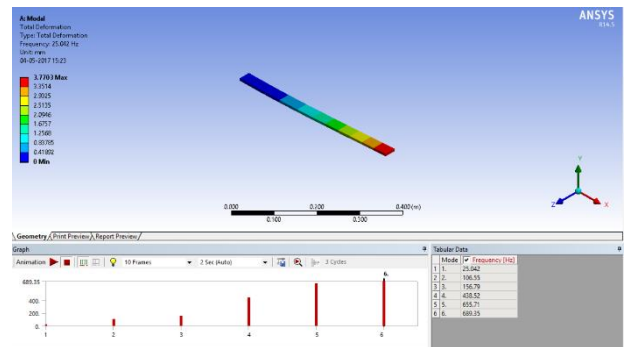 A: Modal
Total Deformation
Type: Total Deformation
Frequency: 25.042 Hz
Unit: mm
04-05-2017 15:23
3.7703 Max
3.3514
2.9325
2.5135
2.0946
1.6757
1.2568
0.83785
0.41892
0 Min
ANSYS
R14.5
0.000 0.200 0.400 (m)
0.100 0.300
Y
Z X
Geometry Print Preview Report Preview
Graph
Animation 10 Frames 2 Sec (Auto) 3 Cycles
689.35
400.
200.
0.
6.
1 2 3 4 5 6
Tabular Data
Mode Frequency [Hz]
1 1. 25.042
2 2. 106.55
3 3. 156.79
4 4. 438.52
5 5. 655.71
6 6. 689.35